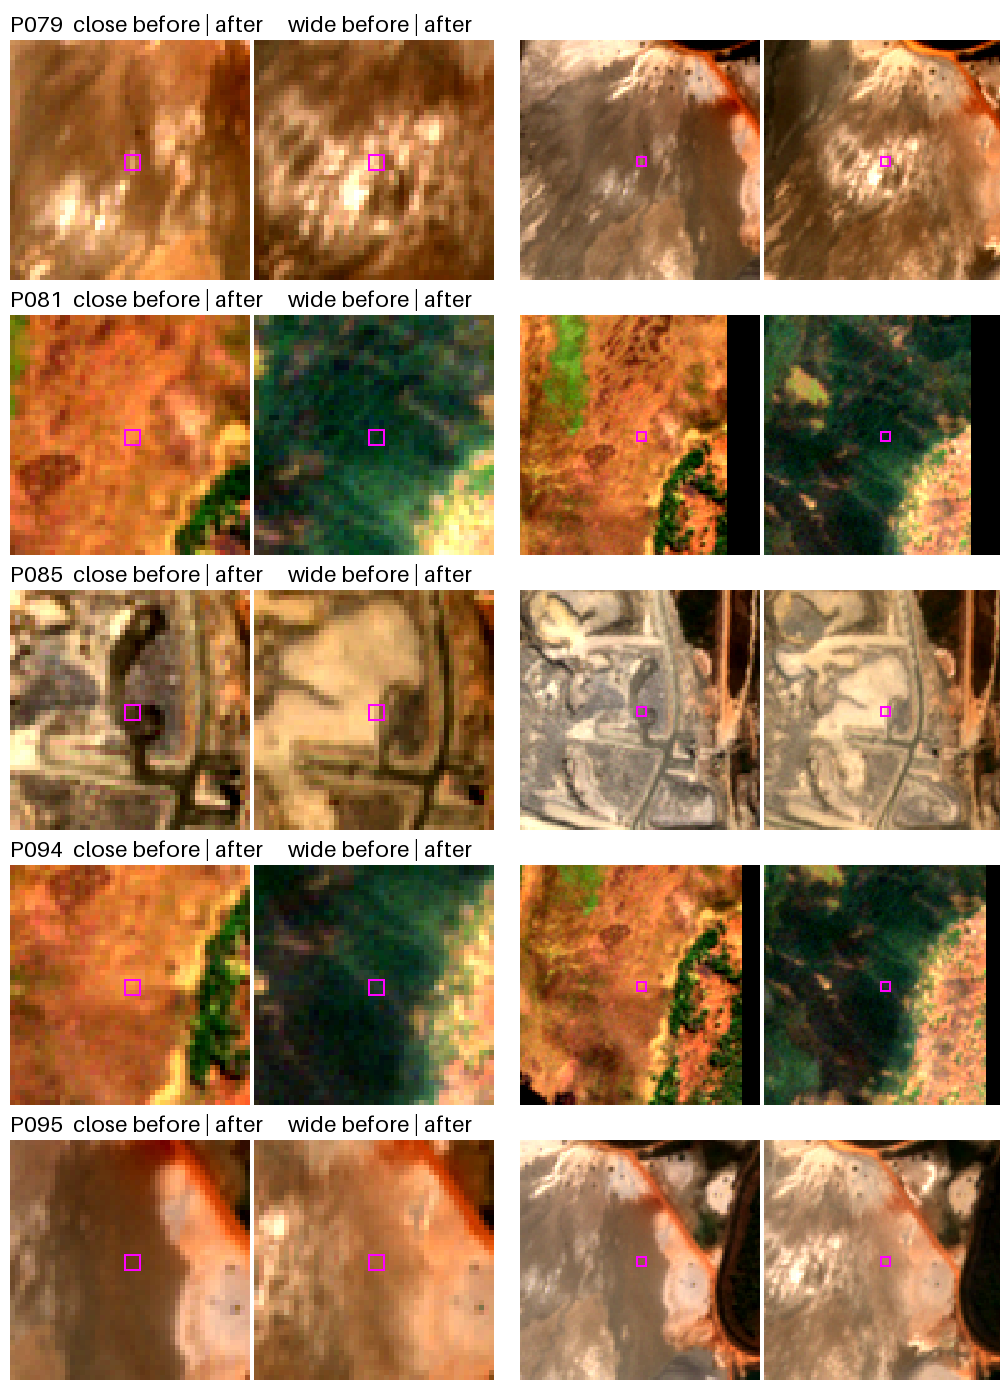 P079 close before | after wide before | after
P081 close before | after wide before | after
P085 close before | after wide before | after
P094 close before | after wide before | after
P095 close before | after wide before | after